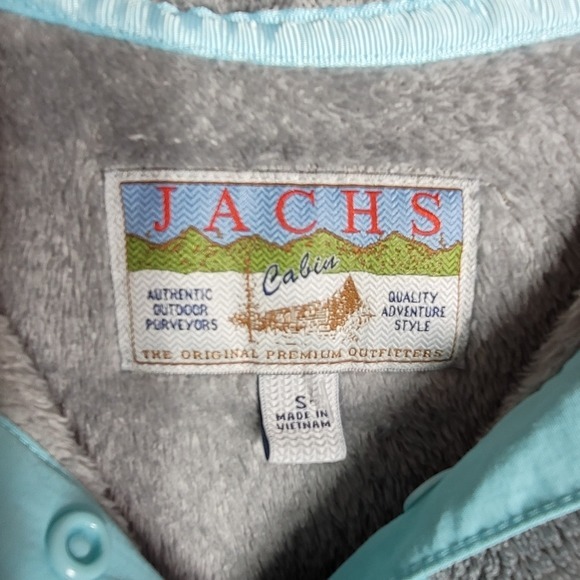 JACHS
Cabin
AUTHENTIC
OUTDOOR
PURVEYORS
QUALITY
ADVENTURE
STYLE
THE ORIGINAL PREMIUM OUTFITTERS
S
MADE IN
VIETNAM